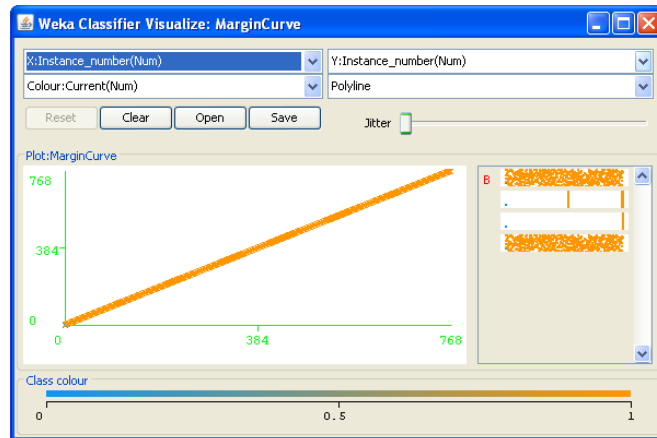 Weka Classifier Visualize: MarginCurve
X:Instance_number(Num)
Y:Instance_number(Num)
Colour:Current(Num)
Polyline
Reset
Clear
Open
Save
Jitter
Plot:MarginCurve
768
384
0
0
384
768
B
Class colour
0
0.5
1